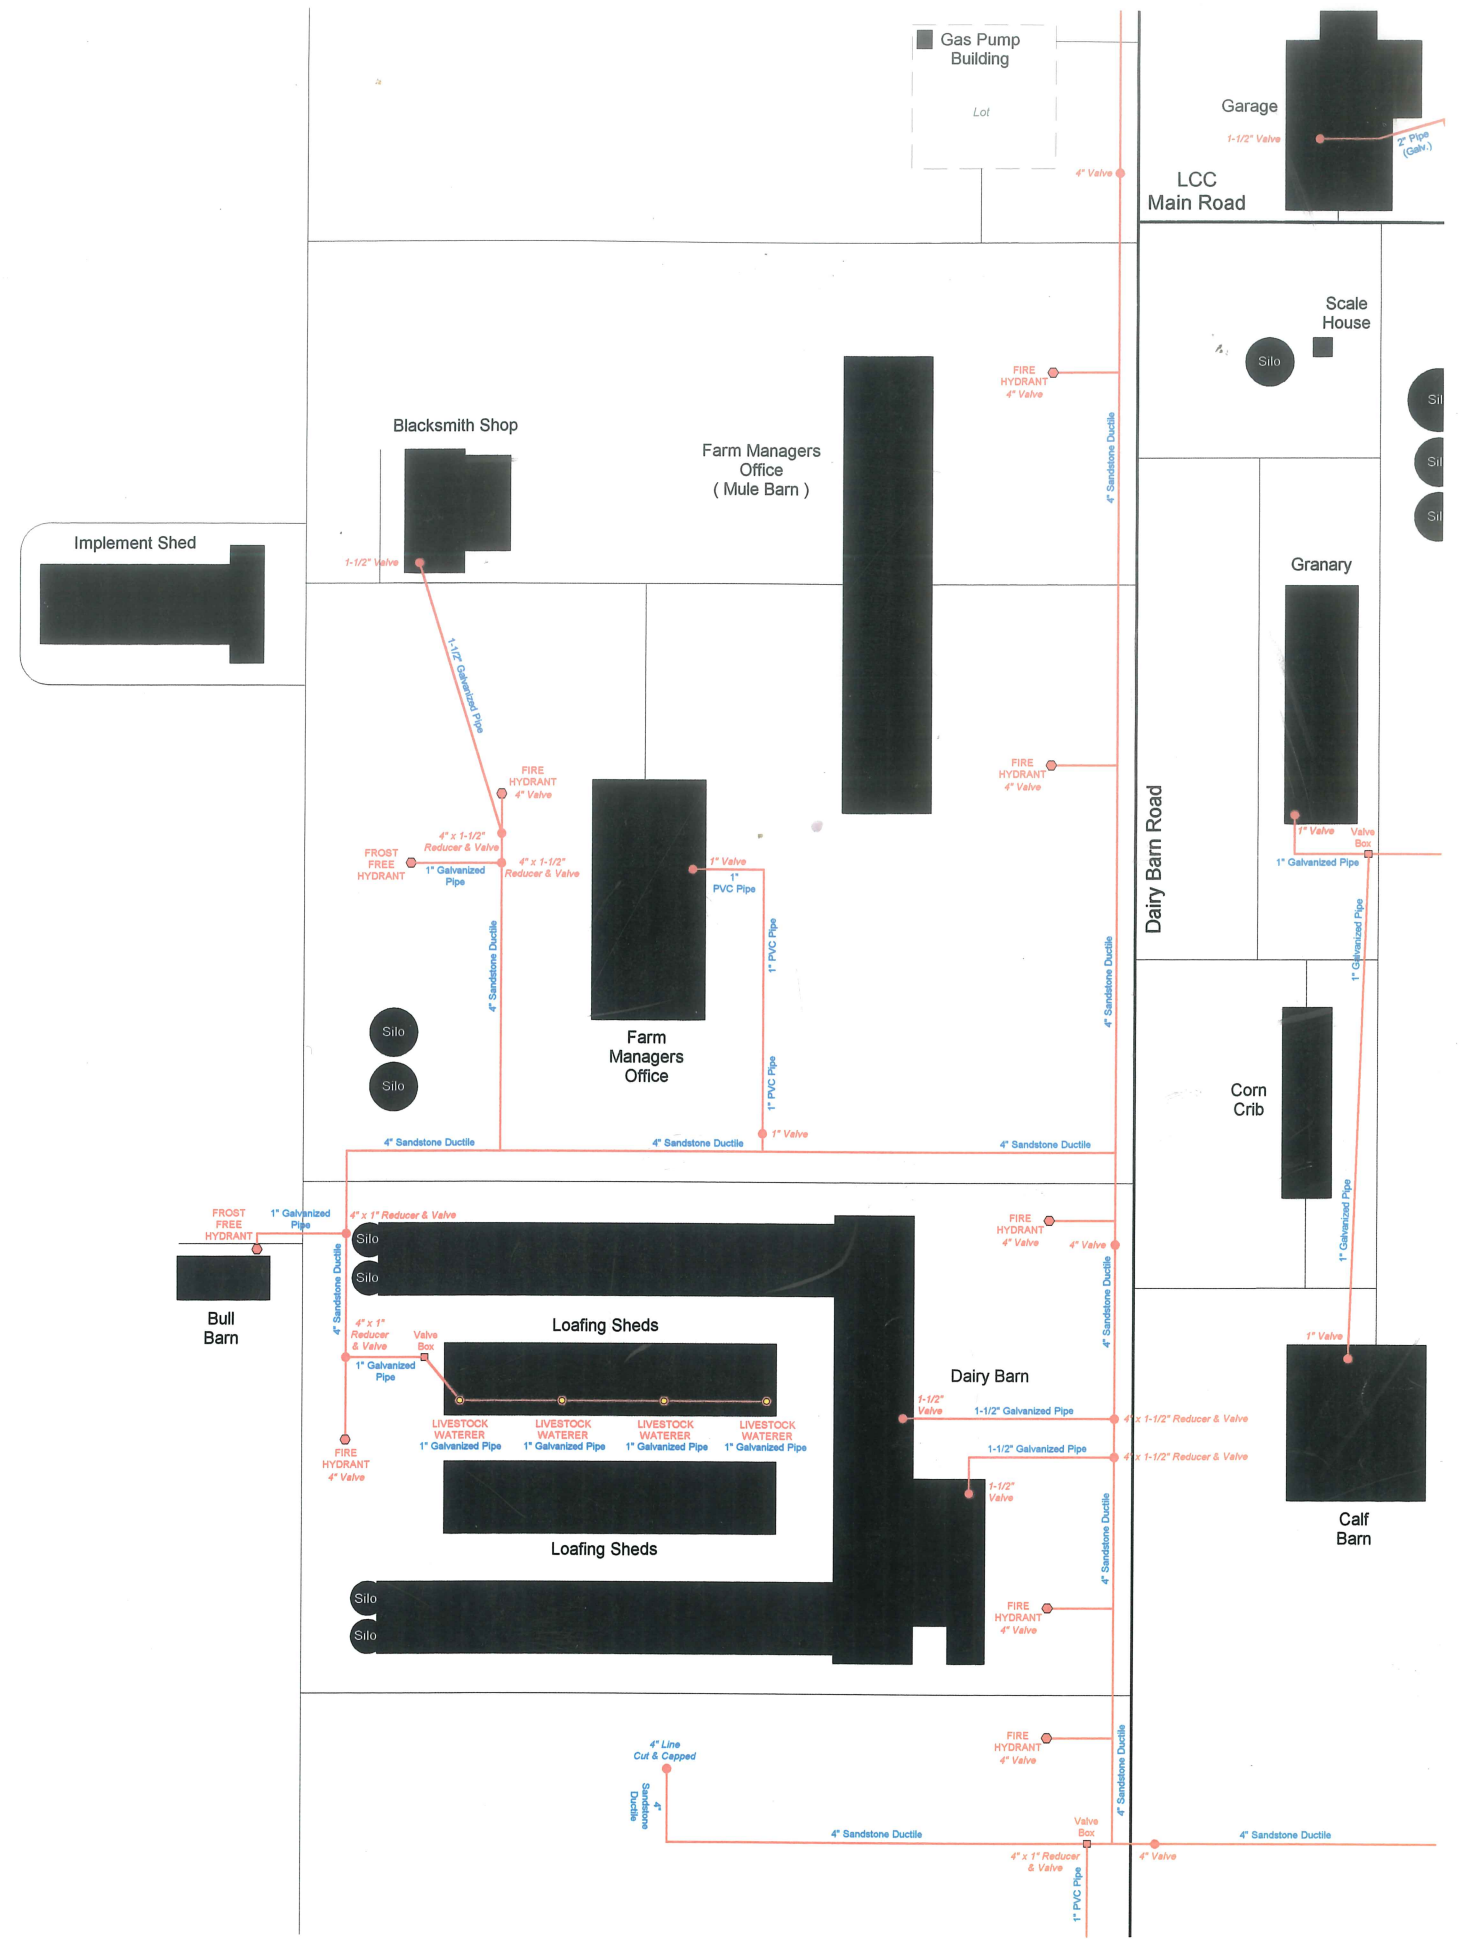 Gas Pump
Building
Lot
Garage
1-1/2" Valve
2" Pipe
(Galv.)
4" Valve
LCC
Main Road
Scale
House
Silo
FIRE
HYDRANT
4" Valve
Sil
Sil
Sil
4" Sandstone Ductile
Blacksmith Shop
Farm Managers
Office
( Mule Barn )
Implement Shed
1-1/2" Valve
Granary
1-1/2" Galvanized Pipe
FIRE
HYDRANT
4" Valve
FIRE
HYDRANT
4" Valve
Dairy Barn Road
4" x 1-1/2"
Reducer & Valve
FROST
FREE
HYDRANT
1" Galvanized
Pipe
4" x 1-1/2"
Reducer & Valve
1" Valve
1"
PVC Pipe
1" Valve
Valve
Box
1" Galvanized Pipe
4" Sandstone Ductile
1" PVC Pipe
4" Sandstone Ductile
1" Galvanized Pipe
Silo
Silo
Farm
Managers
Office
1" PVC Pipe
Corn
Crib
1" Valve
4" Sandstone Ductile
4" Sandstone Ductile
4" Sandstone Ductile
1" Galvanized Pipe
FROST
FREE
HYDRANT
1" Galvanized
Pipe
4" x 1" Reducer & Valve
Silo
Silo
FIRE
HYDRANT
4" Valve
4" Valve
4" Sandstone Ductile
4" Sandstone Ductile
Bull
Barn
4" x 1"
Reducer
& Valve
Valve
Box
1" Galvanized
Pipe
Loafing Sheds
1" Valve
Dairy Barn
LIVESTOCK
WATERER
1" Galvanized Pipe
LIVESTOCK
WATERER
1" Galvanized Pipe
LIVESTOCK
WATERER
1" Galvanized Pipe
LIVESTOCK
WATERER
1" Galvanized Pipe
1-1/2"
Valve
1-1/2" Galvanized Pipe
4" x 1-1/2" Reducer & Valve
1-1/2" Galvanized Pipe
4" x 1-1/2" Reducer & Valve
FIRE
HYDRANT
4" Valve
1-1/2"
Valve
4" Sandstone Ductile
Calf
Barn
Loafing Sheds
Silo
Silo
FIRE
HYDRANT
4" Valve
4" Line
Cut & Capped
4"
Sandstone
Ductile
FIRE
HYDRANT
4" Valve
4" Sandstone Ductile
4" Sandstone Ductile
Valve
Box
4" x 1" Reducer
& Valve
4" Valve
4" Sandstone Ductile
1" PVC Pipe